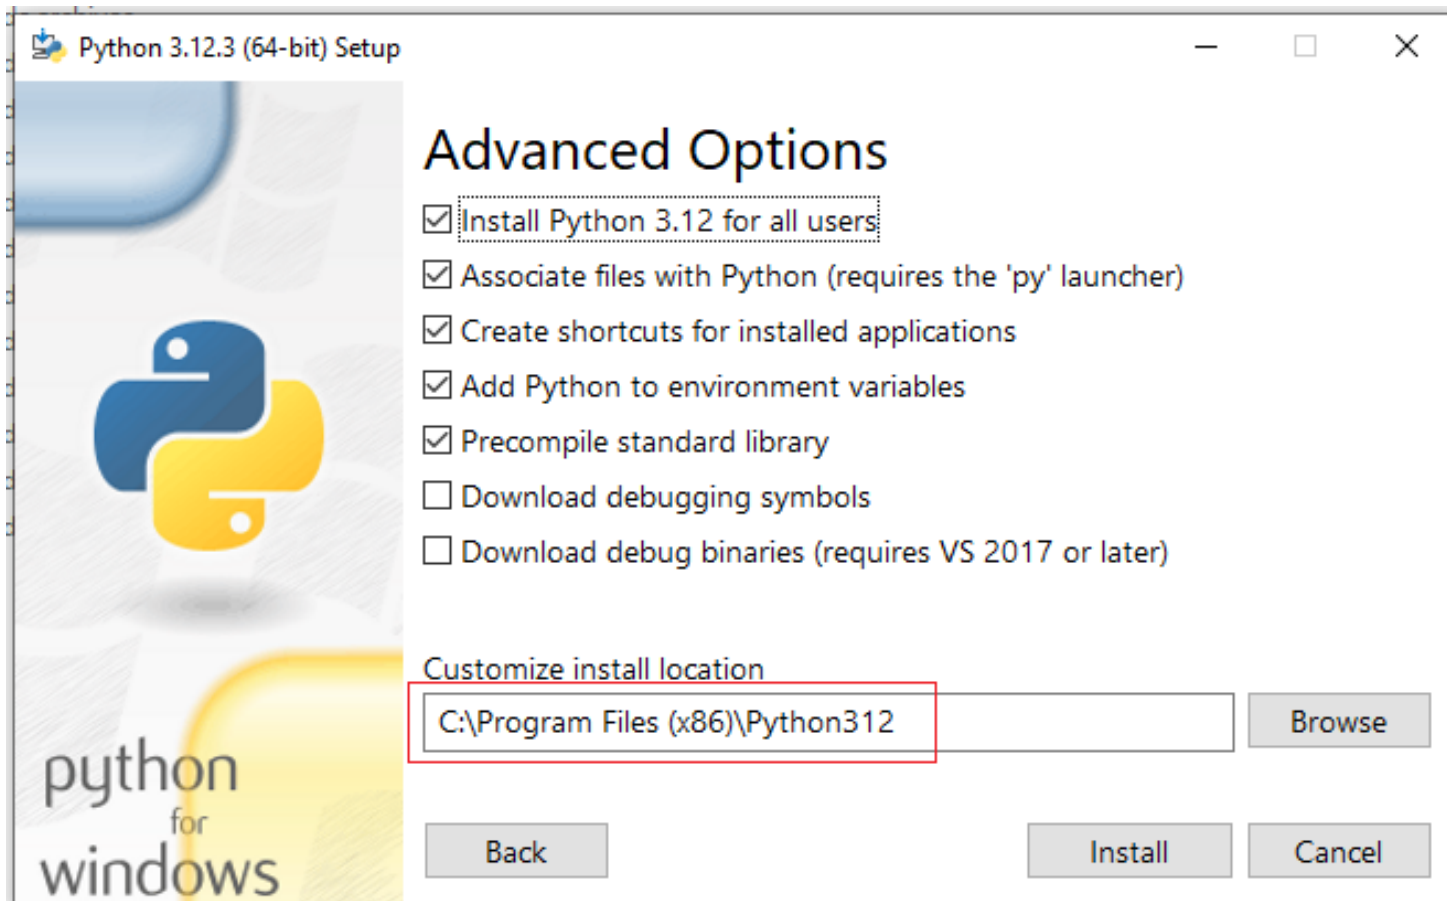 Python 3.12.3 (64-bit) Setup
Advanced Options
Install Python 3.12 for all users
Associate files with Python (requires the 'py' launcher)
Create shortcuts for installed applications
Add Python to environment variables
Precompile standard library
Download debugging symbols
Download debug binaries (requires VS 2017 or later)
Customize install location
C:\Program Files (x86)\Python312
Browse
python
for
windows
Back
Install
Cancel